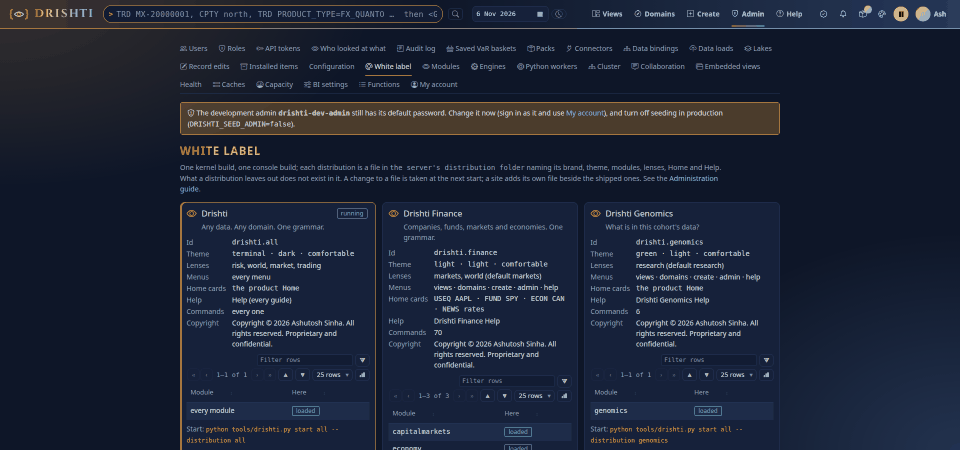 DRISHTI > TRD MX-20000001, CPTY north, TRD PRODUCT_TYPE=FX_QUANTO … then <G 6 Nov 2026 Views Domains Create Admin Help Ash
Users Roles API tokens Who looked at what Audit log Saved VaR baskets Packs Connectors Data bindings Data loads Lakes
Record edits Installed items Configuration White label Modules Engines Python workers Cluster Collaboration Embedded views
Health Caches Capacity BI settings Functions My account
The development admin drishti-dev-admin still has its default password. Change it now (sign in as it and use My account), and turn off seeding in production
(DRISHTI_SEED_ADMIN=false).
WHITE LABEL
One kernel build, one console build; each distribution is a file in the server's distribution folder naming its brand, theme, modules, lenses, Home and Help.
What a distribution leaves out does not exist in it. A change to a file is taken at the next start; a site adds its own file beside the shipped ones. See the Administration
guide.
Drishti running
Any data. Any domain. One grammar.
Id drishti.all
Theme terminal · dark · comfortable
Lenses risk, world, market, trading
Menus every menu
Home cards the product Home
Help Help (every guide)
Commands every one
Copyright Copyright © 2026 Ashutosh Sinha. All
rights reserved. Proprietary and
confidential.
Filter rows
« ‹ 1–1 of 1 › » ▲ ▼ 25 rows
Module Here
every module loaded
Start: python tools/drishti.py start all --
distribution all
Drishti Finance
Companies, funds, markets and economies. One
grammar.
Id drishti.finance
Theme light · light · comfortable
Lenses markets, world (default markets)
Menus views · domains · create · admin · help
Home cards USEQ AAPL · FUND SPY · ECON CAN
· NEWS rates
Help Drishti Finance Help
Commands 70
Copyright Copyright © 2026 Ashutosh Sinha. All
rights reserved. Proprietary and
confidential.
Filter rows
« ‹ 1–3 of 3 › » ▲ ▼ 25 rows
Module Here
capitalmarkets loaded
economy loaded
Drishti Genomics
What is in this cohort's data?
Id drishti.genomics
Theme green · light · comfortable
Lenses research (default research)
Menus views · domains · create · admin · help
Home cards the product Home
Help Drishti Genomics Help
Commands 6
Copyright Copyright © 2026 Ashutosh Sinha. All
rights reserved. Proprietary and
confidential.
Filter rows
« ‹ 1–1 of 1 › » ▲ ▼ 25 rows
Module Here
genomics loaded
Start: python tools/drishti.py start all --
distribution genomics